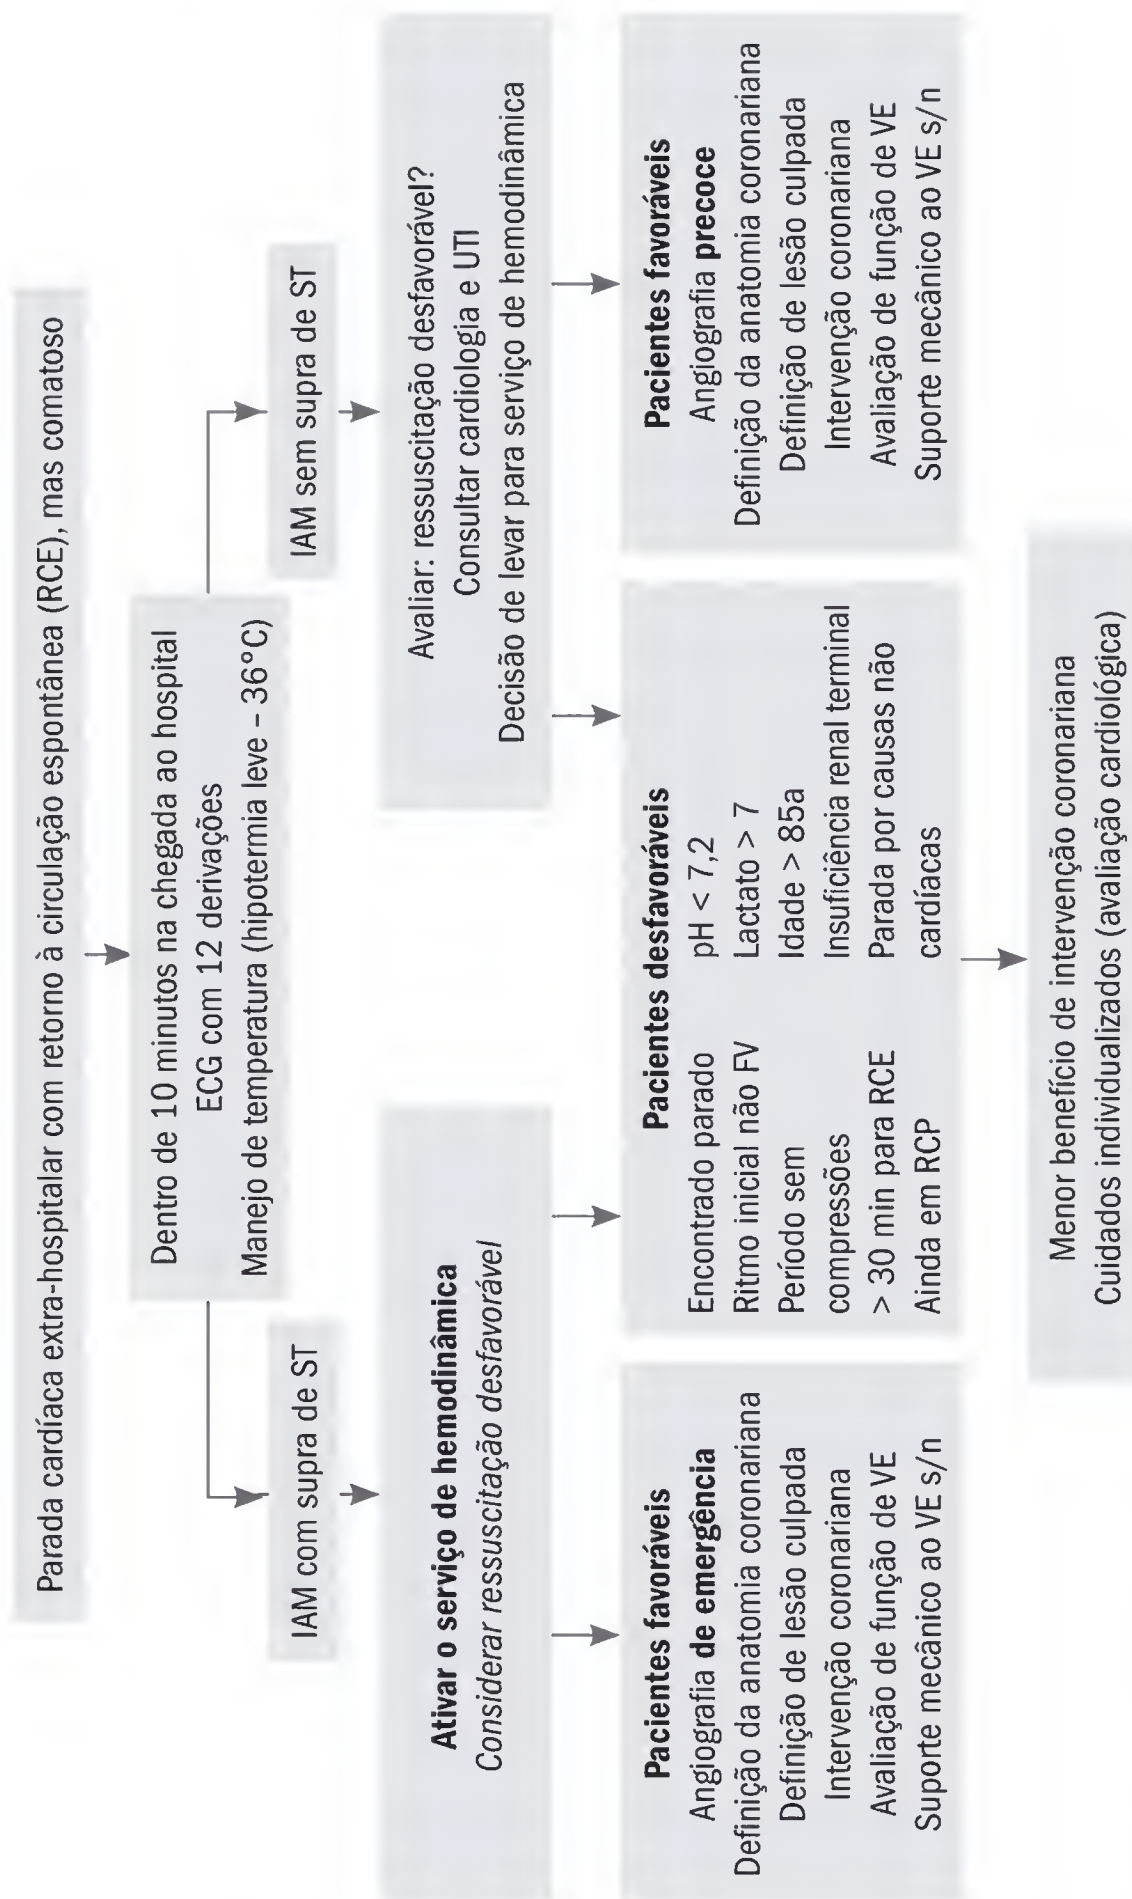 Parada cardíaca extra-hospitalar com retorno à circulação espontânea (RCE), mas comatoso
Dentro de 10 minutos na chegada ao hospital
ECG com 12 derivações
Manejo de temperatura (hipotermia leve – 36°C)
IAM com supra de ST
IAM sem supra de ST
Ativar o serviço de hemodinâmica
Considerar ressuscitação desfavorável
Avaliar: ressuscitação desfavorável?
Consultar cardiologia e UTI
Decisão de levar para serviço de hemodinâmica
Pacientes favoráveis
Angiografia de emergência
Definição da anatomia coronariana
Definição de lesão culpada
Intervenção coronariana
Avaliação de função de VE
Suporte mecânico ao VE s/n
Pacientes desfavoráveis
Encontrado parado
Ritmo inicial não FV
Período sem
compressões
> 30 min para RCE
Ainda em RCP
pH < 7,2
Lactato > 7
Idade > 85a
Insuficiência renal terminal
Parada por causas não
cardíacas
Pacientes favoráveis
Angiografia precoce
Definição da anatomia coronariana
Definição de lesão culpada
Intervenção coronariana
Avaliação de função de VE
Suporte mecânico ao VE s/n
Menor benefício de intervenção coronariana
Cuidados individualizados (avaliação cardiológica)